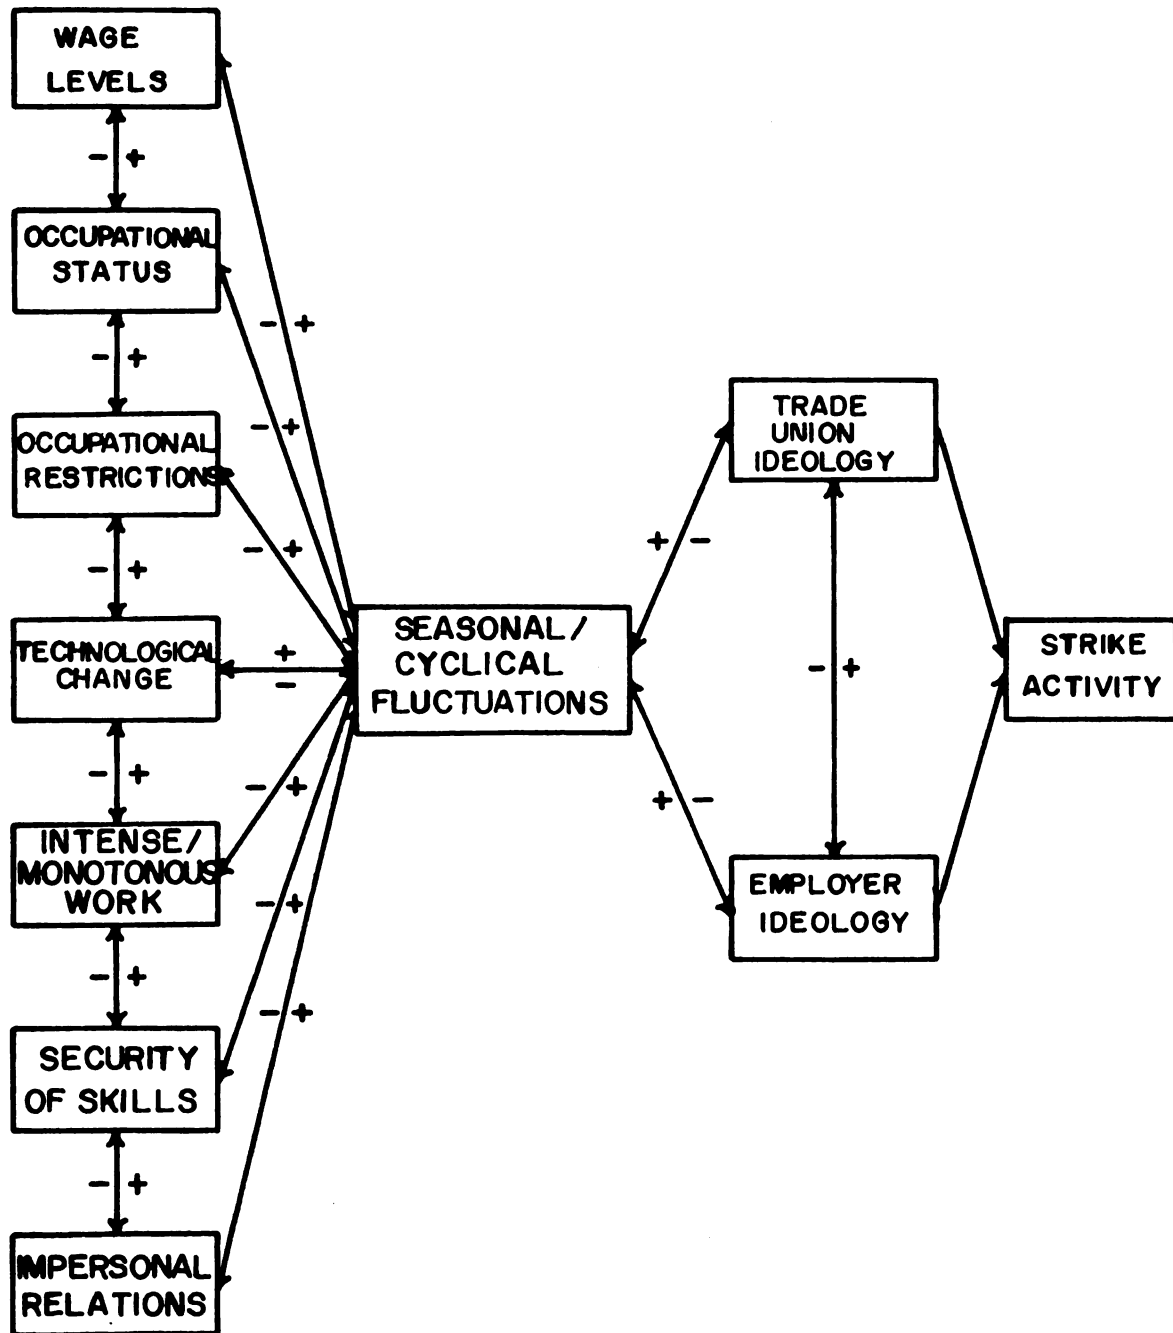 WAGE
LEVELS
- +
OCCUPATIONAL
STATUS
- +
OCCUPATIONAL
RESTRICTIONS
- +
TECHNOLOGICAL
CHANGE
- +
INTENSE/
MONOTONOUS
WORK
- +
SECURITY
OF SKILLS
- +
IMPERSONAL
RELATIONS
- +
- +
- +
+
-
- +
- +
- +
SEASONAL/
CYCLICAL
FLUCTUATIONS
+ -
+ -
TRADE
UNION
IDEOLOGY
- +
EMPLOYER
IDEOLOGY
STRIKE
ACTIVITY